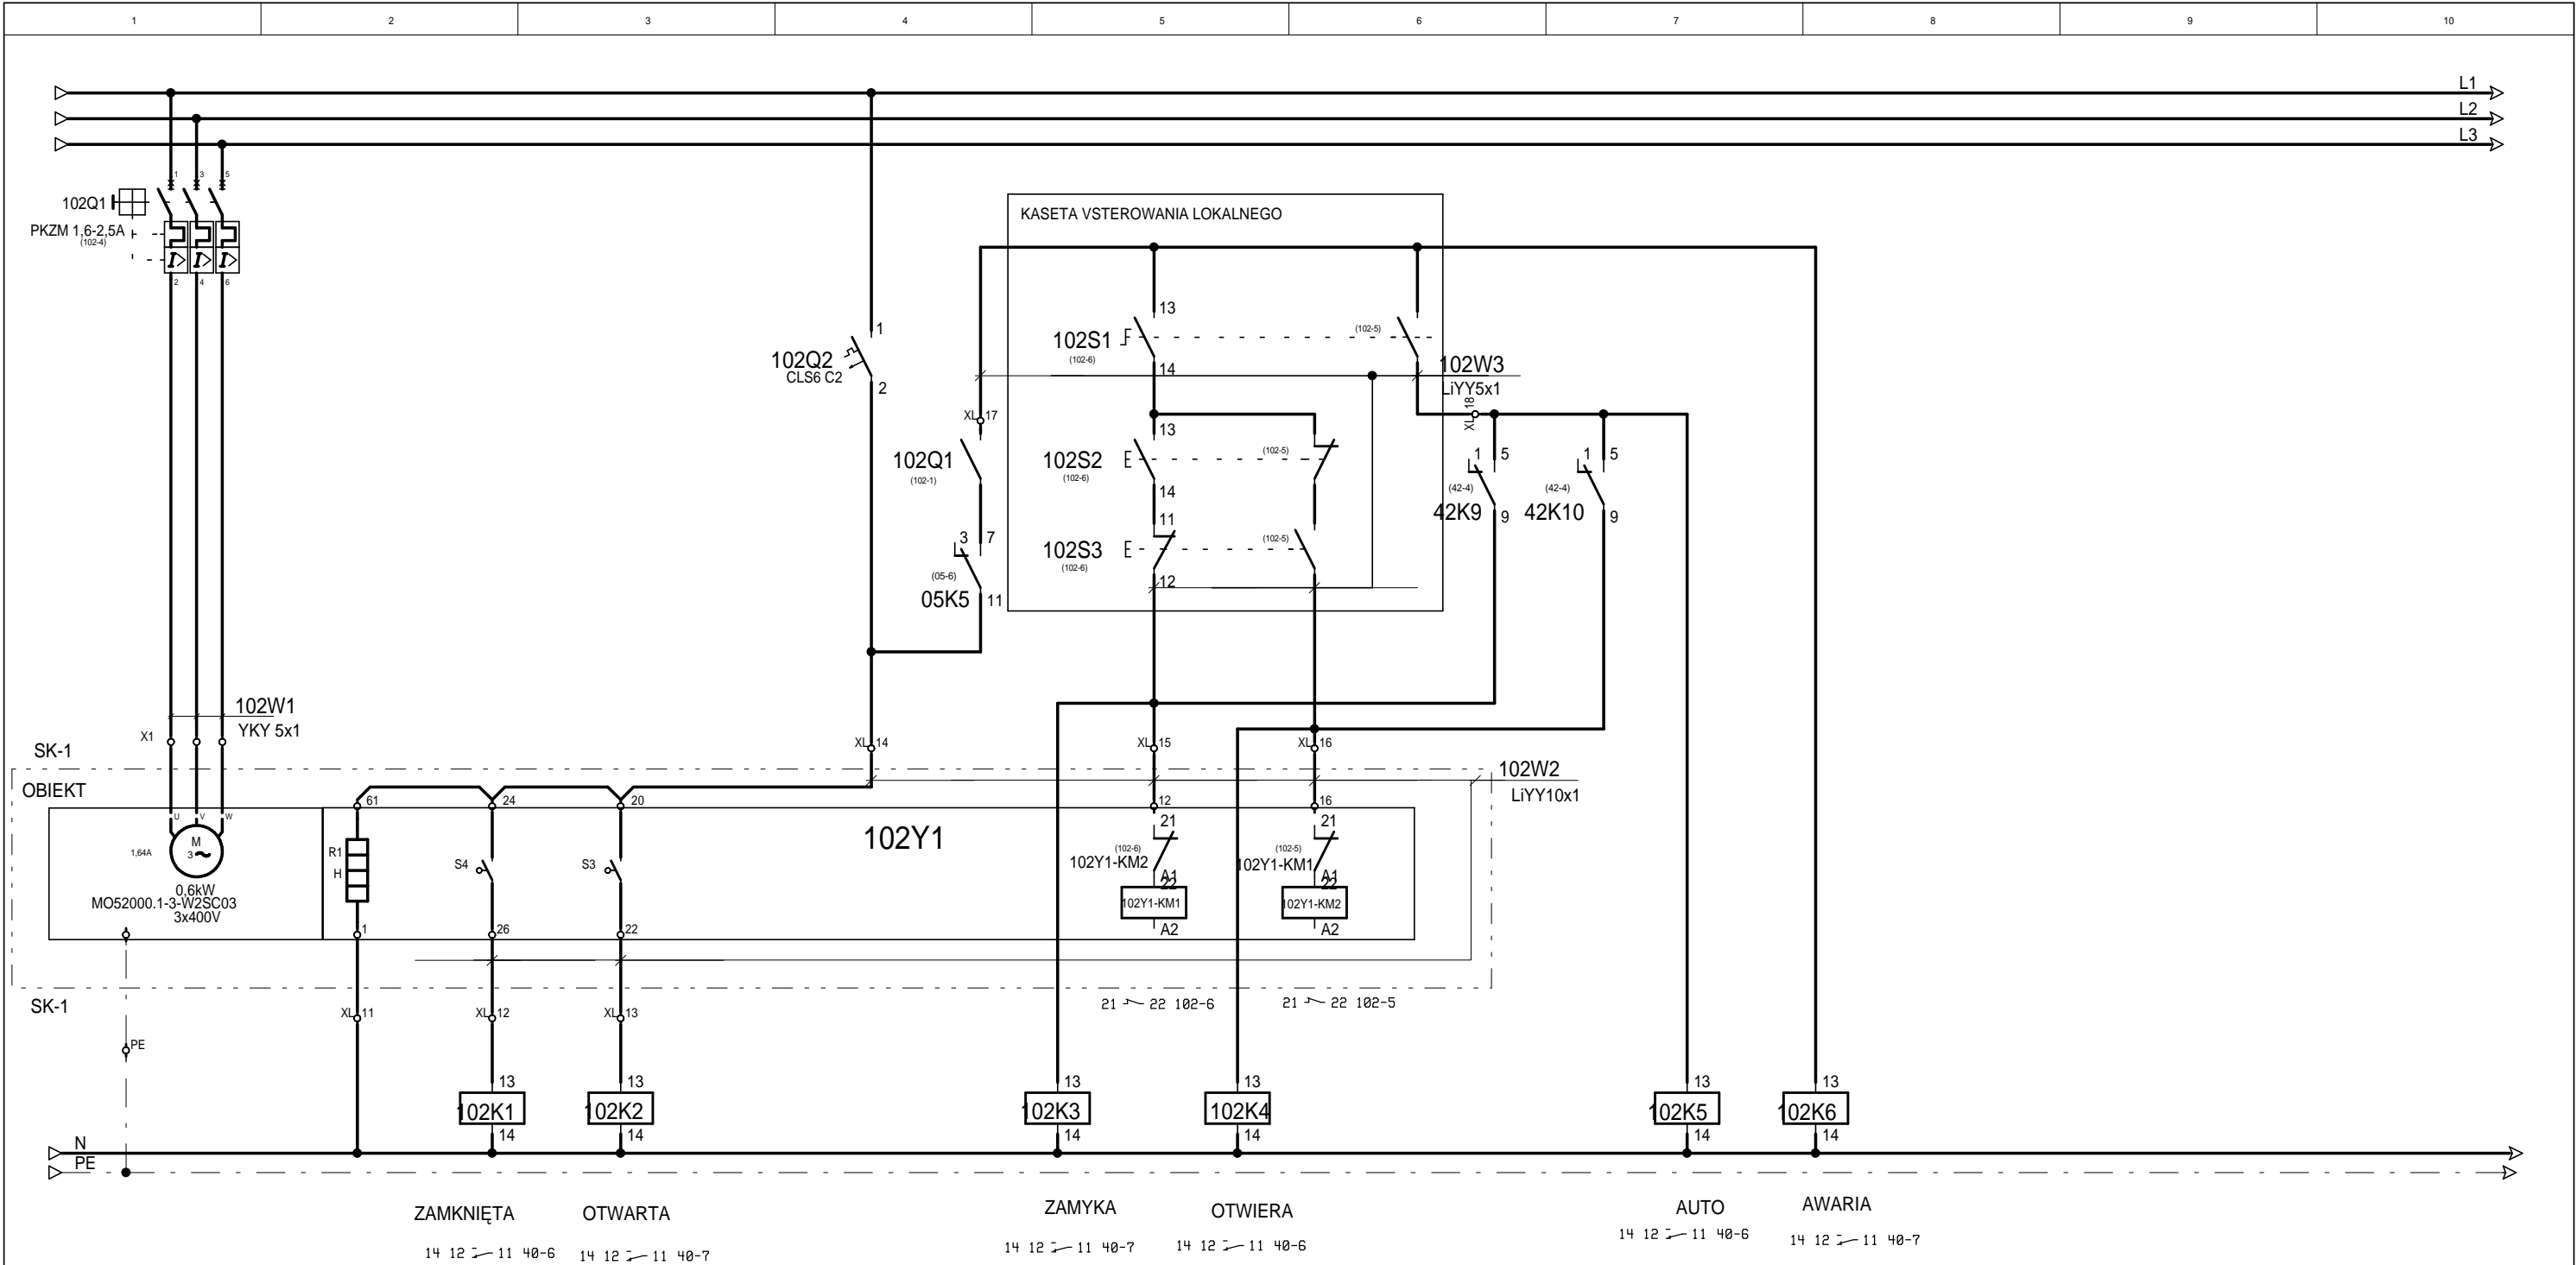 1 2 3 4 5 6 7 8 9 10
L1
L2
L3
1 3 5
102Q1
PKZM 1,6-2,5A
(102-4)
2 4 6
KASETA VSTEROWANIA LOKALNEGO
13
102S1
(102-6)
(102-5)
14
1
102Q2
CLS6 C2
2
102W3
LiYY5x1
XL 17
XL 18
102Q1
(102-1)
13
102S2
(102-6)
(102-5)
14
11
102S3
(102-6)
(102-5)
12
3 7
(05-6)
05K5 11
1 5
(42-4)
42K9 9
1 5
(42-4)
42K10 9
102W1
YKY 5x1
X1
SK-1
XL 14
XL 15
XL 16
OBIEKT
102W2
LiYY10x1
61 24 20 12 16
U V W
M
3
1,64A
0,6kW
MO52000.1-3-W2SC03
3x400V
R1
H
S4
S3
102Y1
21
(102-6)
102Y1-KM2
A1
22
102Y1-KM1
A2
21
(102-5)
102Y1-KM1
A1
22
102Y1-KM2
A2
1 26 22
SK-1
21 22 102-6
21 22 102-5
XL 11
XL 12
XL 13
PE
13 13 13 13 13 13
102K1 102K2 102K3 102K4 102K5 102K6
14 14 14 14 14 14
N
PE
ZAMKNIĘTA OTWARTA ZAMYKA OTWIERA AUTO AWARIA
14 12 11 40-6
14 12 11 40-7
14 12 11 40-7
14 12 11 40-6
14 12 11 40-6
14 12 11 40-7